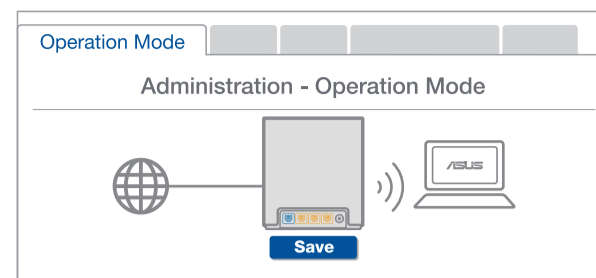 Operation Mode
Administration - Operation Mode
ASUS
Save